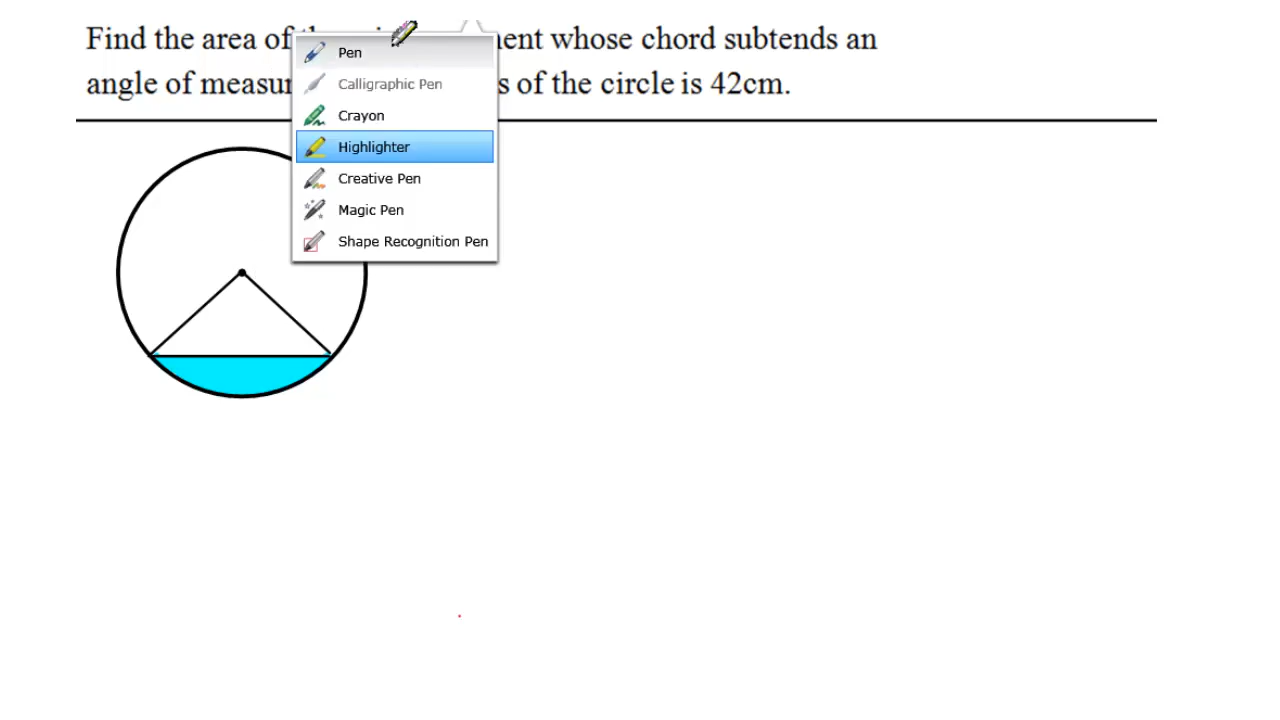 Find the area of ent whose chord subtends an
angle of of the circle is 42cm.
Pen
Calligraphic Pen
Crayon
Highlighter
Creative Pen
Magic Pen
Shape Recognition Pen